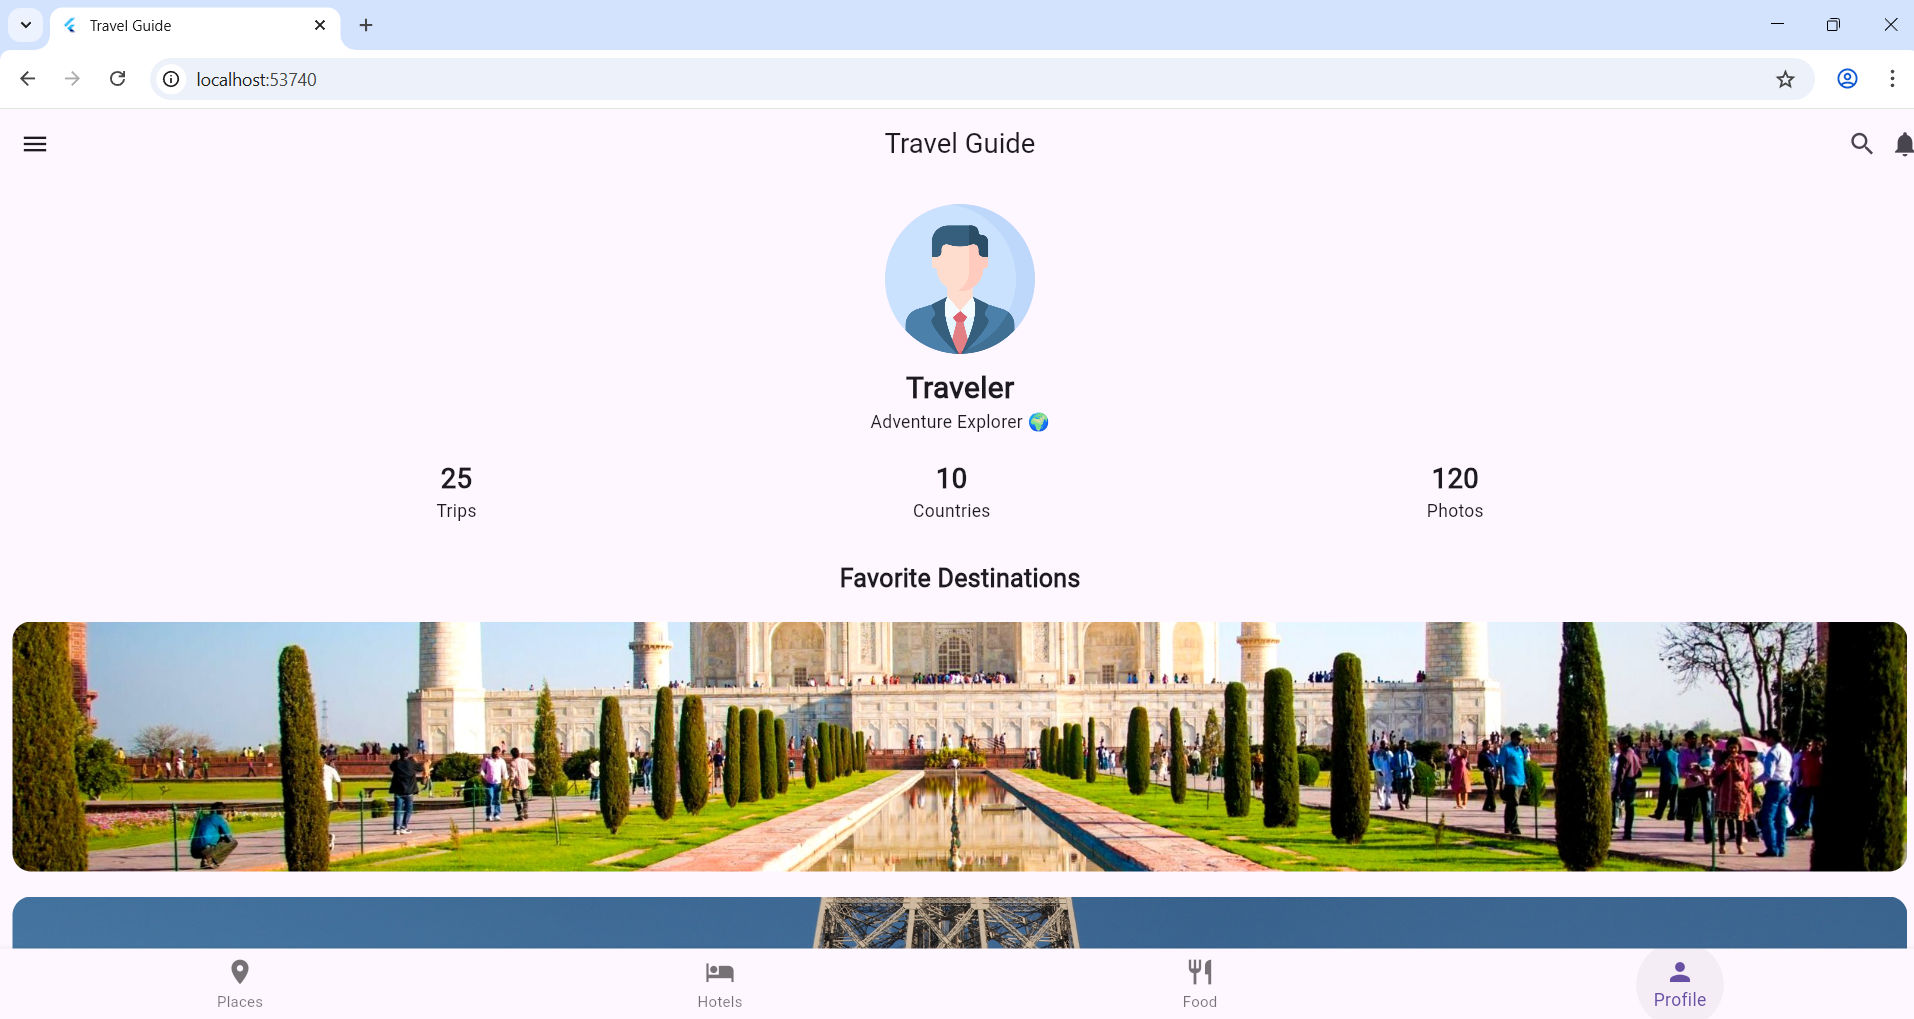 Travel Guide
localhost:53740
Travel Guide
Traveler
Adventure Explorer 🌍
25 10 120
Trips Countries Photos
Favorite Destinations
Places Hotels Food Profile